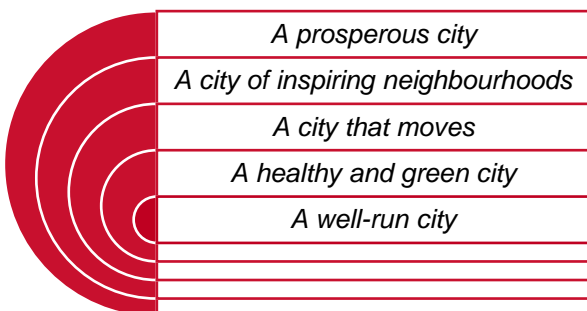 A prosperous city
A city of inspiring neighbourhoods
A city that moves
A healthy and green city
A well-run city